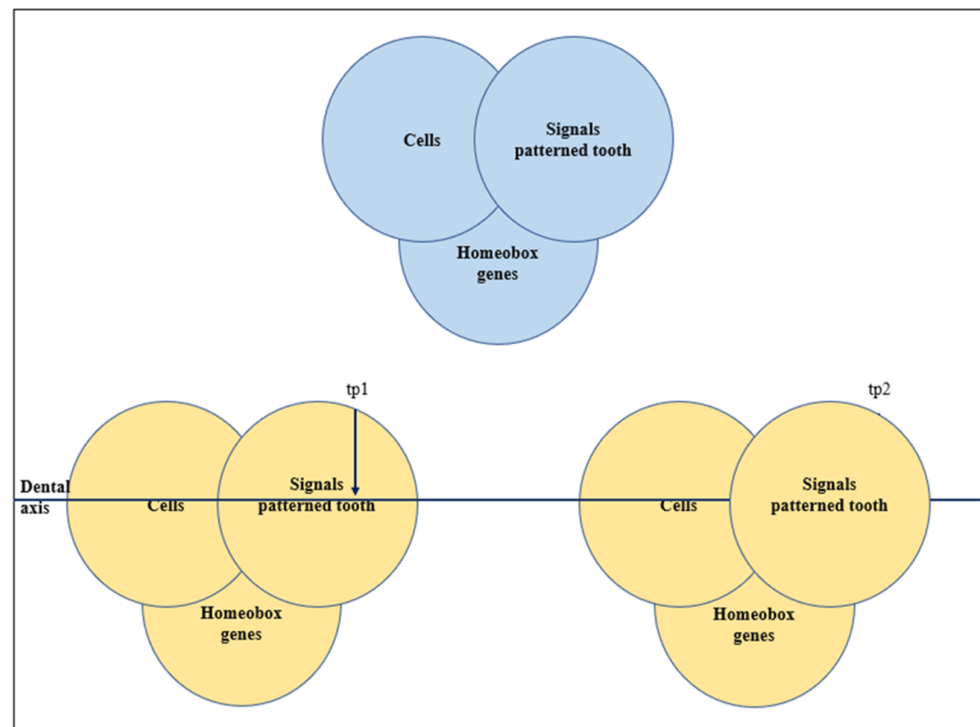 Cells
Signals
patterned tooth
Homeobox
genes
tp1
tp2
Dental
axis
Cells
Signals
patterned tooth
Homeobox
genes
Cells
Signals
patterned tooth
Homeobox
genes